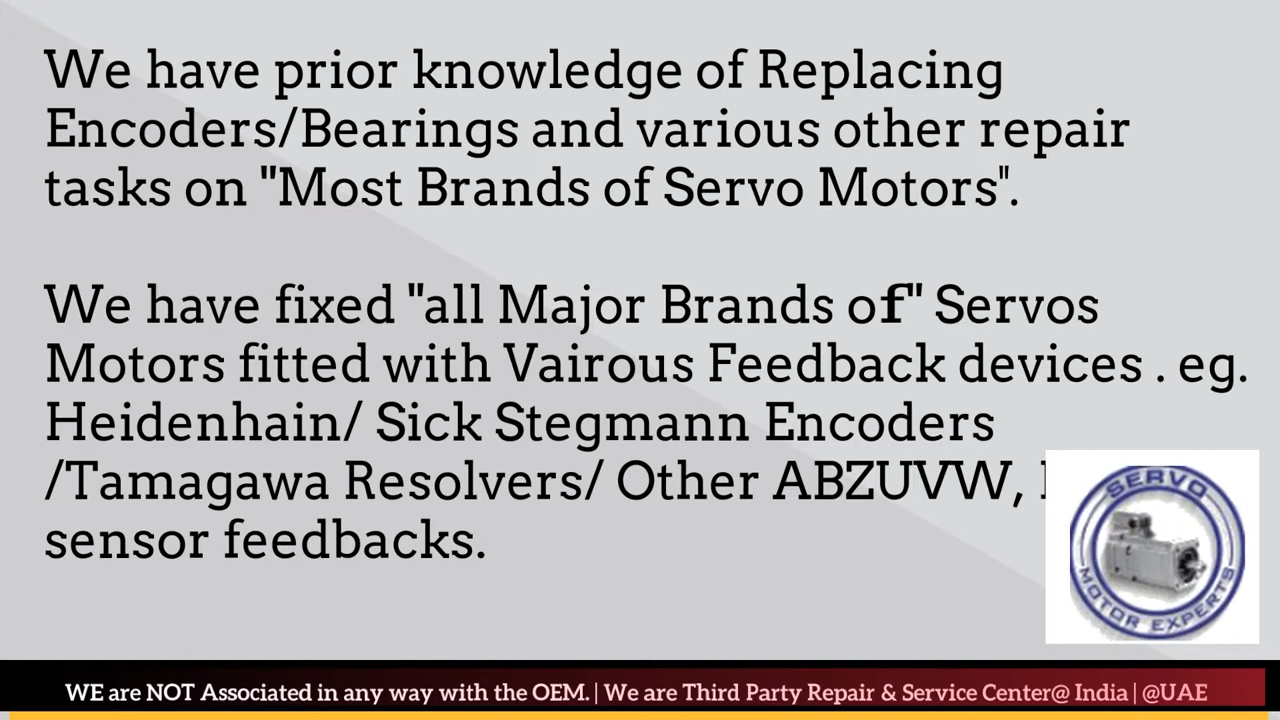 We have prior knowledge of Replacing
Encoders/Bearings and various other repair
tasks on "Most Brands of Servo Motors".
We have fixed "all Major Brands of" Servos
Motors fitted with Vairous Feedback devices . eg.
Heidenhain/ Sick Stegmann Encoders
/Tamagawa Resolvers/ Other ABZUVW,
sensor feedbacks.
SERVO
MOTOR EXPERTS
WE are NOT Associated in any way with the OEM. | We are Third Party Repair & Service Center@ India | @UAE